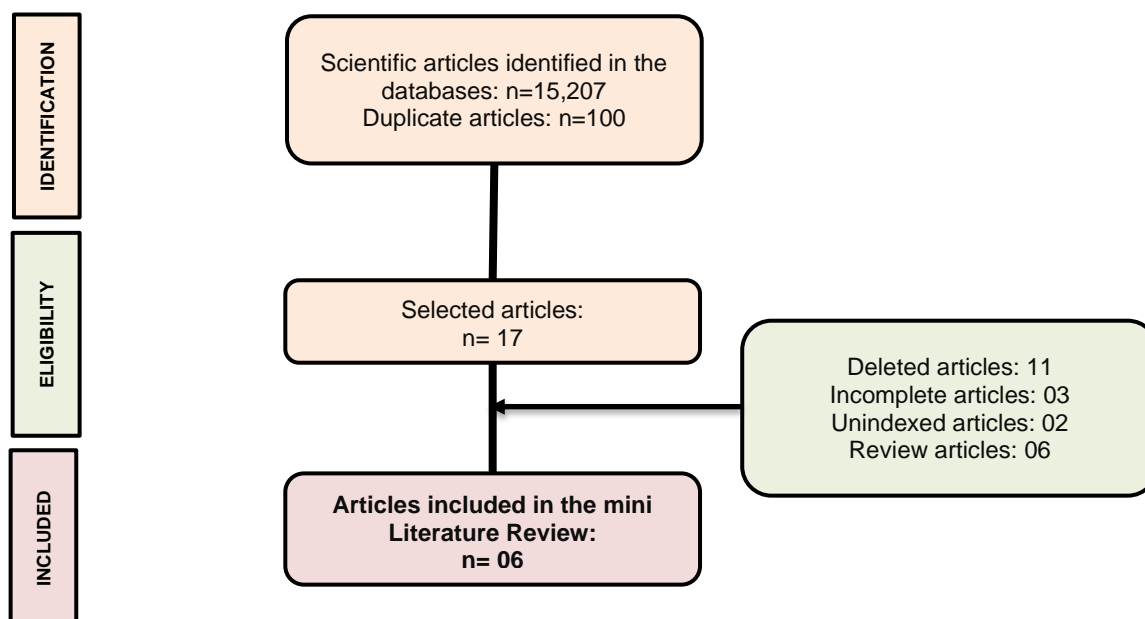 IDENTIFICATION
Scientific articles identified in the
databases: n=15,207
Duplicate articles: n=100
ELIGIBILITY
Selected articles:
n= 17
Deleted articles: 11
Incomplete articles: 03
Unindexed articles: 02
Review articles: 06
INCLUDED
Articles included in the mini
Literature Review:
n= 06